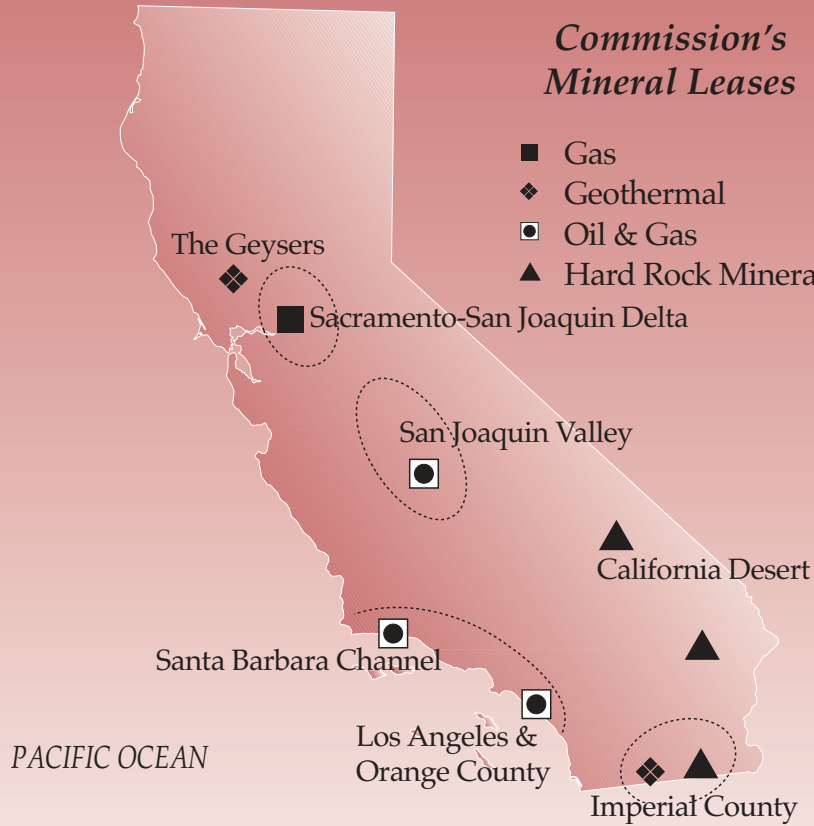 Commission's
Mineral Leases
Gas
Geothermal
Oil & Gas
Hard Rock Minera
The Geysers
Sacramento-San Joaquin Delta
San Joaquin Valley
California Desert
Santa Barbara Channel
Los Angeles &
Orange County
PACIFIC OCEAN
Imperial County